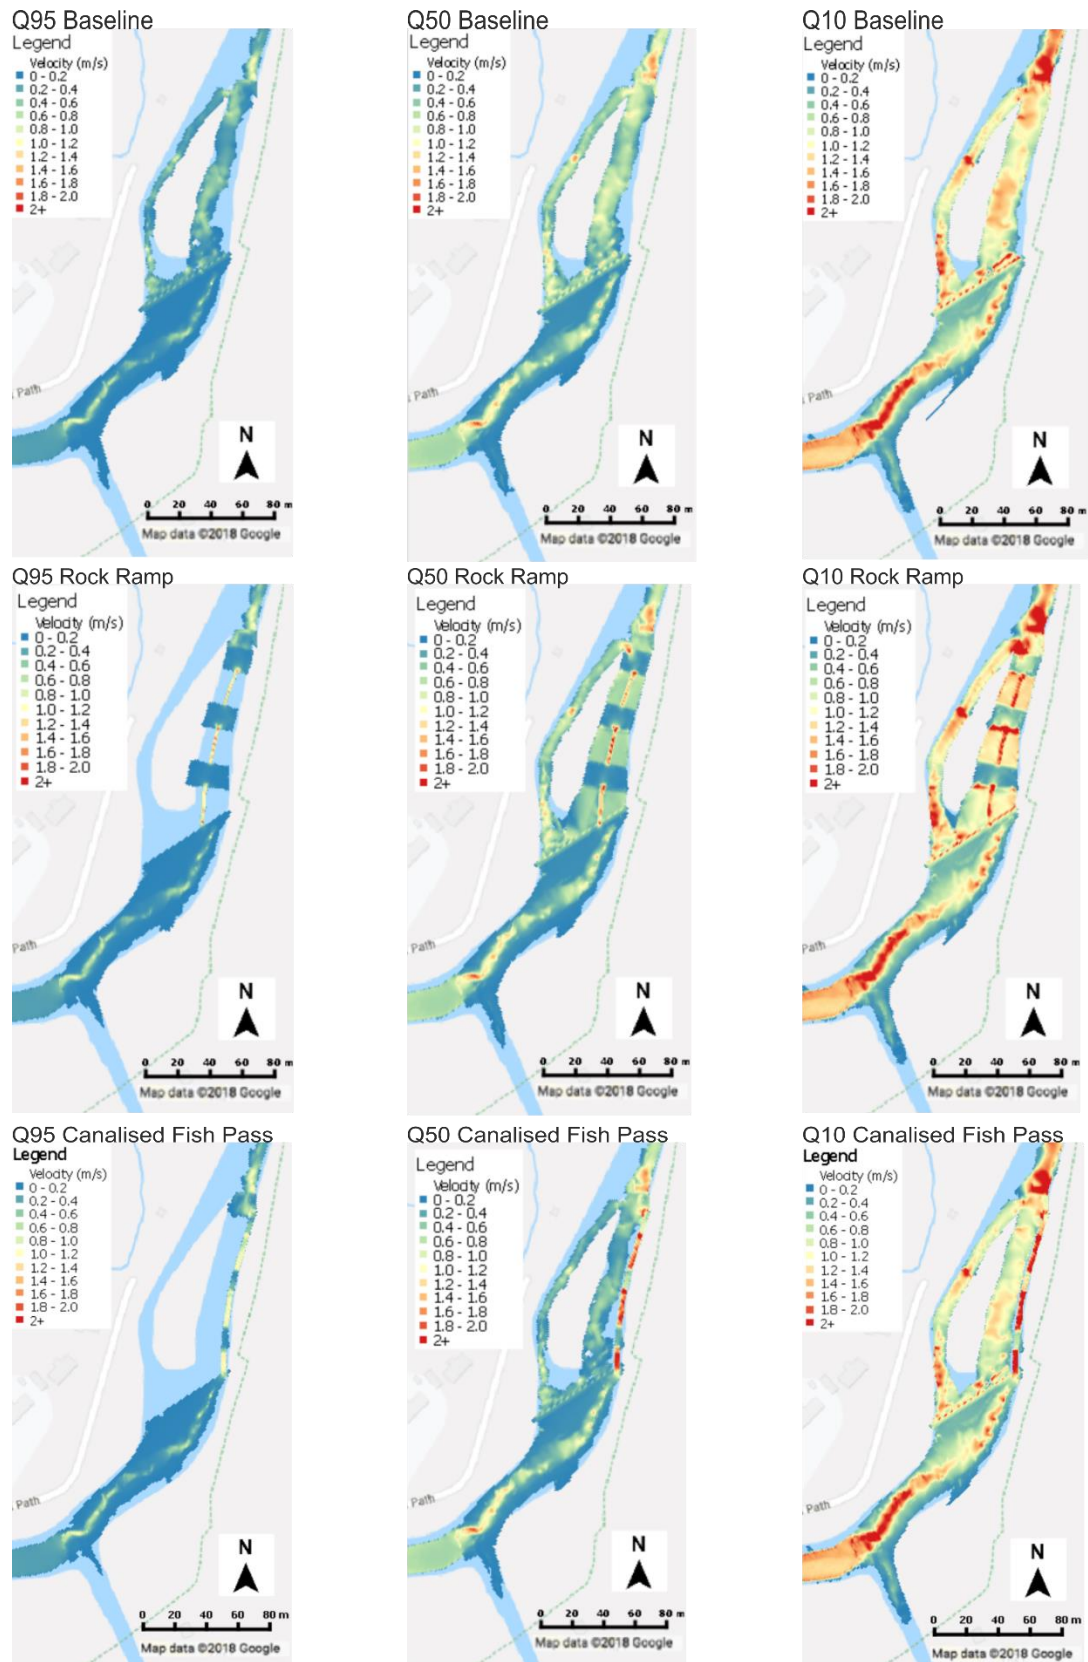 Q95 Baseline
Legend
Velocity (m/s)
0 - 0.2
0.2 - 0.4
0.4 - 0.6
0.6 - 0.8
0.8 - 1.0
1.0 - 1.2
1.2 - 1.4
1.4 - 1.6
1.6 - 1.8
1.8 - 2.0
2+
Path
N
0 20 40 60 80 m
Map data ©2018 Google
Q50 Baseline
Legend
Velocity (m/s)
0 - 0.2
0.2 - 0.4
0.4 - 0.6
0.6 - 0.8
0.8 - 1.0
1.0 - 1.2
1.2 - 1.4
1.4 - 1.6
1.6 - 1.8
1.8 - 2.0
2+
Path
N
0 20 40 60 80 m
Map data ©2018 Google
Q10 Baseline
Legend
Velocity (m/s)
0 - 0.2
0.2 - 0.4
0.4 - 0.6
0.6 - 0.8
0.8 - 1.0
1.0 - 1.2
1.2 - 1.4
1.4 - 1.6
1.6 - 1.8
1.8 - 2.0
2+
Path
N
0 20 40 60 80 m
Map data ©2018 Google
Q95 Rock Ramp
Legend
Velocity (m/s)
0 - 0.2
0.2 - 0.4
0.4 - 0.6
0.6 - 0.8
0.8 - 1.0
1.0 - 1.2
1.2 - 1.4
1.4 - 1.6
1.6 - 1.8
1.8 - 2.0
2+
Path
N
0 20 40 60 80 m
Map data ©2018 Google
Q50 Rock Ramp
Legend
Velocity (m/s)
0 - 0.2
0.2 - 0.4
0.4 - 0.6
0.6 - 0.8
0.8 - 1.0
1.0 - 1.2
1.2 - 1.4
1.4 - 1.6
1.6 - 1.8
1.8 - 2.0
2+
Path
N
0 20 40 60 80 m
Map data ©2018 Google
Q10 Rock Ramp
Legend
Velocity (m/s)
0 - 0.2
0.2 - 0.4
0.4 - 0.6
0.6 - 0.8
0.8 - 1.0
1.0 - 1.2
1.2 - 1.4
1.4 - 1.6
1.6 - 1.8
1.8 - 2.0
2+
Path
N
0 20 40 60 80 m
Map data ©2018 Google
Q95 Canalised Fish Pass
Legend
Velocity (m/s)
0 - 0.2
0.2 - 0.4
0.4 - 0.6
0.6 - 0.8
0.8 - 1.0
1.0 - 1.2
1.2 - 1.4
1.4 - 1.6
1.6 - 1.8
1.8 - 2.0
2+
Path
N
0 20 40 60 80 m
Map data ©2018 Google
Q50 Canalised Fish Pass
Legend
Velocity (m/s)
0 - 0.2
0.2 - 0.4
0.4 - 0.6
0.6 - 0.8
0.8 - 1.0
1.0 - 1.2
1.2 - 1.4
1.4 - 1.6
1.6 - 1.8
1.8 - 2.0
2+
Path
N
0 20 40 60 80 m
Map data ©2018 Google
Q10 Canalised Fish Pass
Legend
Velocity (m/s)
0 - 0.2
0.2 - 0.4
0.4 - 0.6
0.6 - 0.8
0.8 - 1.0
1.0 - 1.2
1.2 - 1.4
1.4 - 1.6
1.6 - 1.8
1.8 - 2.0
2+
Path
N
0 20 40 60 80 m
Map data ©2018 Google